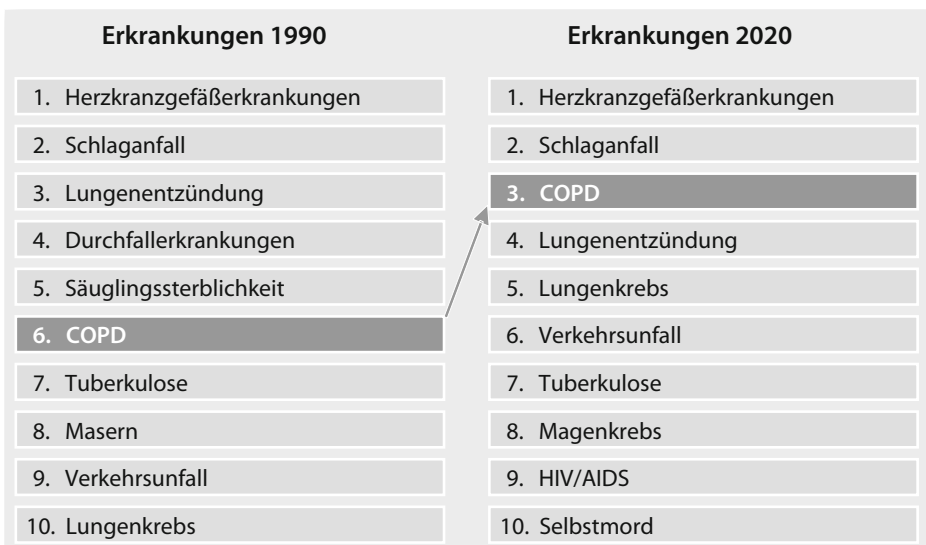 Erkrankungen 1990
1. Herzkranzgefäßerkrankungen
2. Schlaganfall
3. Lungenentzündung
4. Durchfallerkrankungen
5. Säuglingssterblichkeit
6. COPD
7. Tuberkulose
8. Masern
9. Verkehrsunfall
10. Lungenkrebs
Erkrankungen 2020
1. Herzkranzgefäßerkrankungen
2. Schlaganfall
3. COPD
4. Lungenentzündung
5. Lungenkrebs
6. Verkehrsunfall
7. Tuberkulose
8. Magenkrebs
9. HIV/AIDS
10. Selbstmord